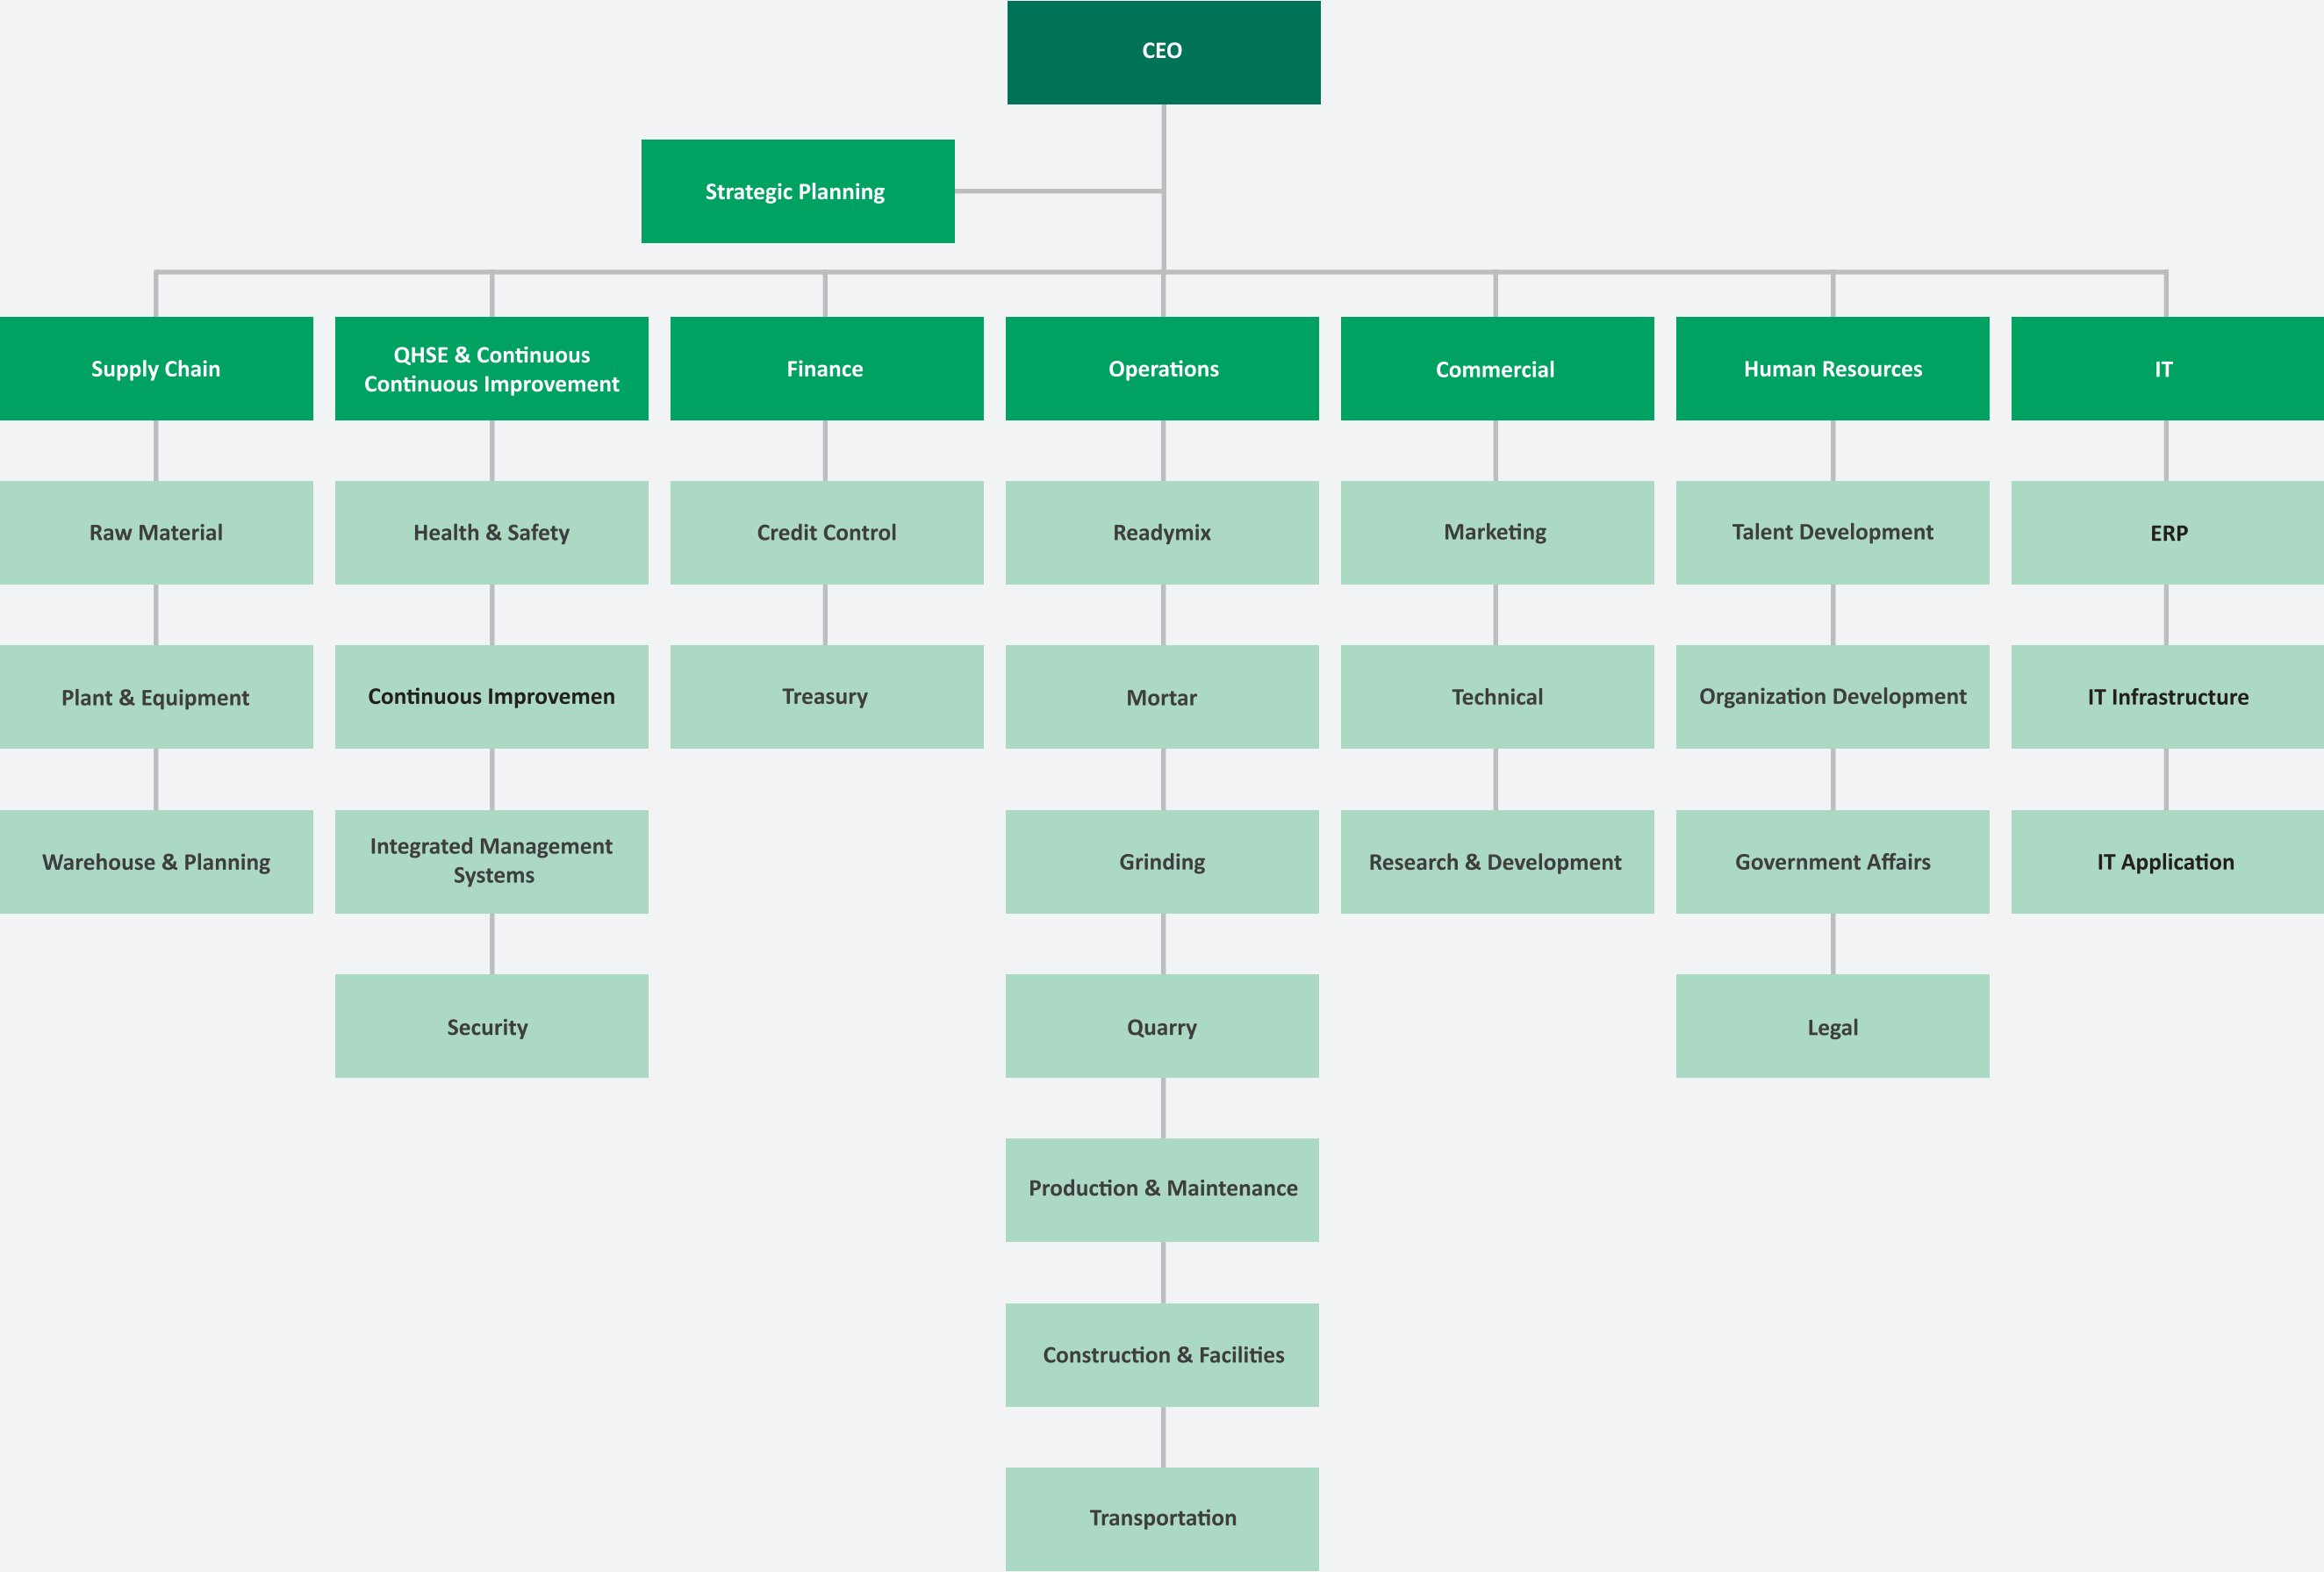 CEO
Strategic Planning
Supply Chain
QHSE & Continuous
Continuous Improvement
Finance
Operations
Commercial
Human Resources
IT
Raw Material
Health & Safety
Credit Control
Readymix
Marketing
Talent Development
ERP
Plant & Equipment
Continuous Improvemen
Treasury
Mortar
Technical
Organization Development
IT Infrastructure
Warehouse & Planning
Integrated Management
Systems
Grinding
Research & Development
Government Affairs
IT Application
Security
Quarry
Legal
Production & Maintenance
Construction & Facilities
Transportation